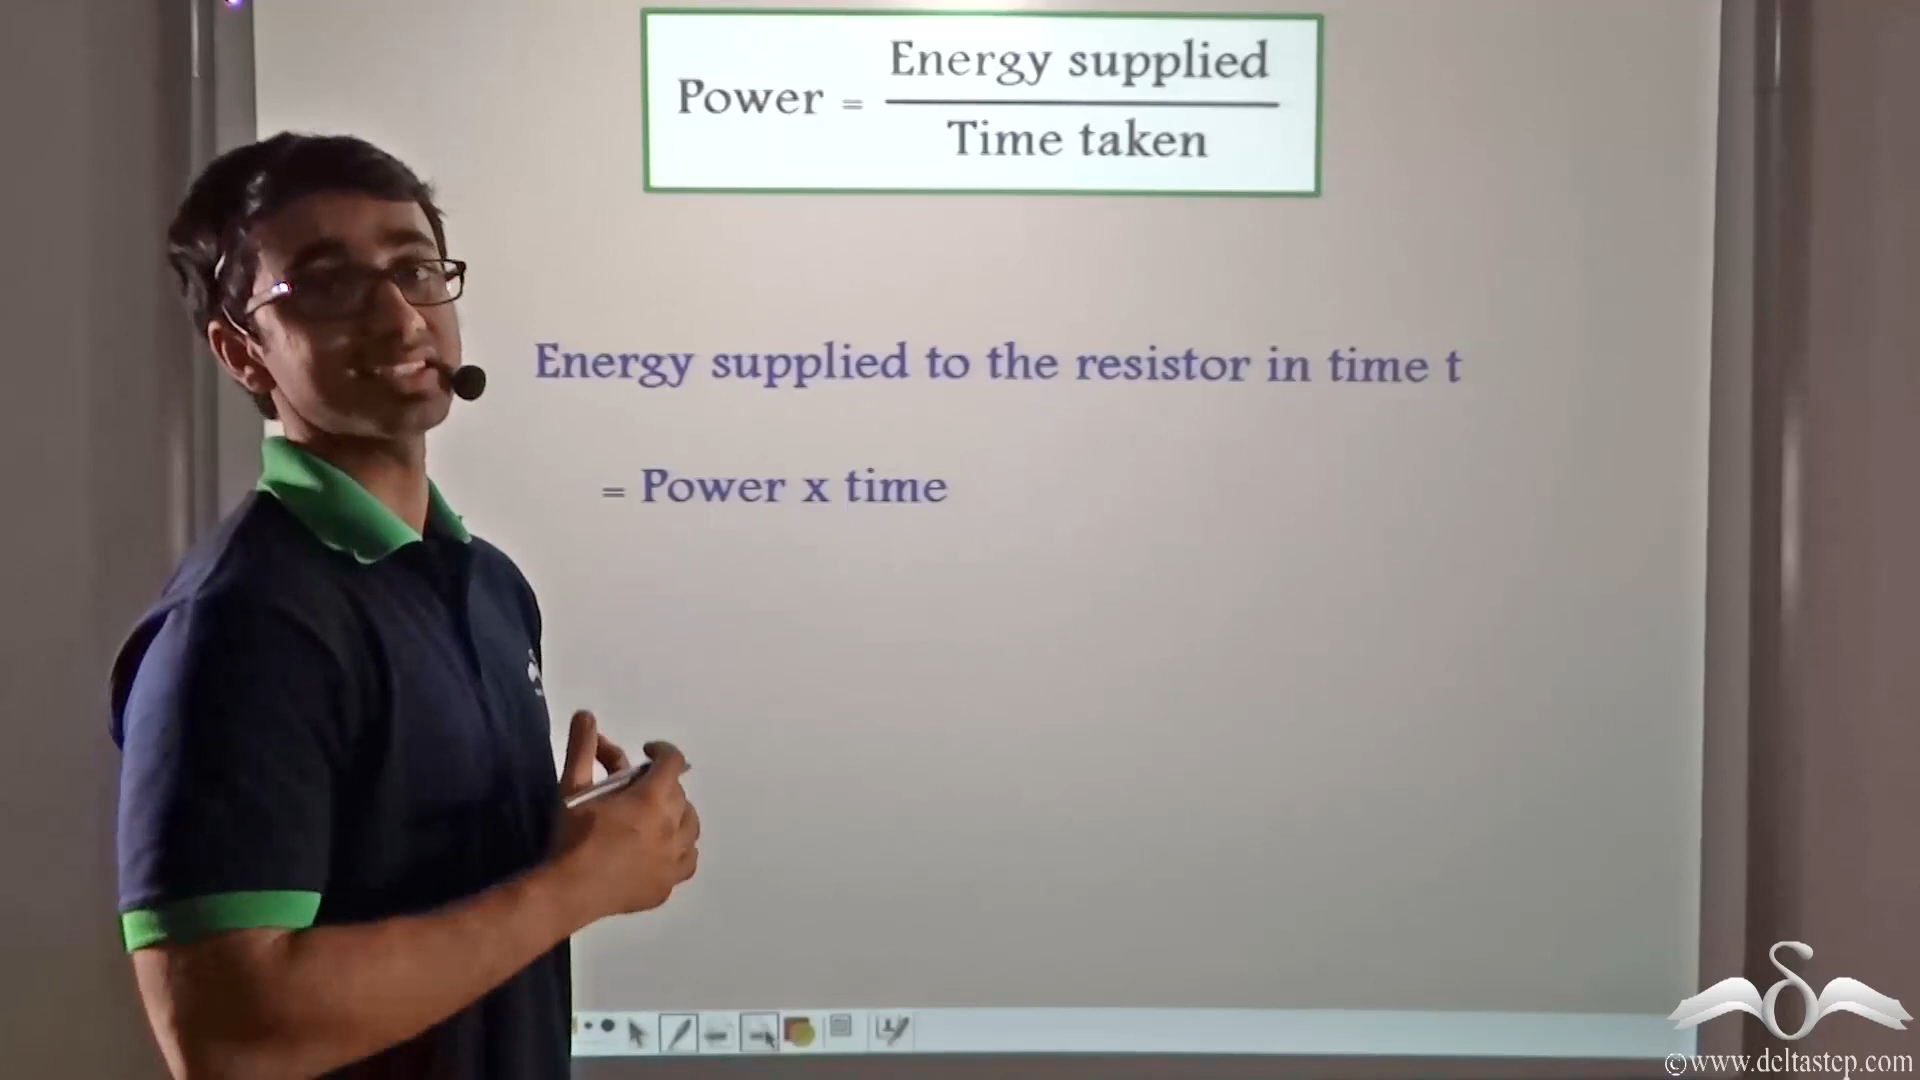 Power = Energy supplied
Time taken
Energy supplied to the resistor in time t
= Power x time
©www.deltastep.com